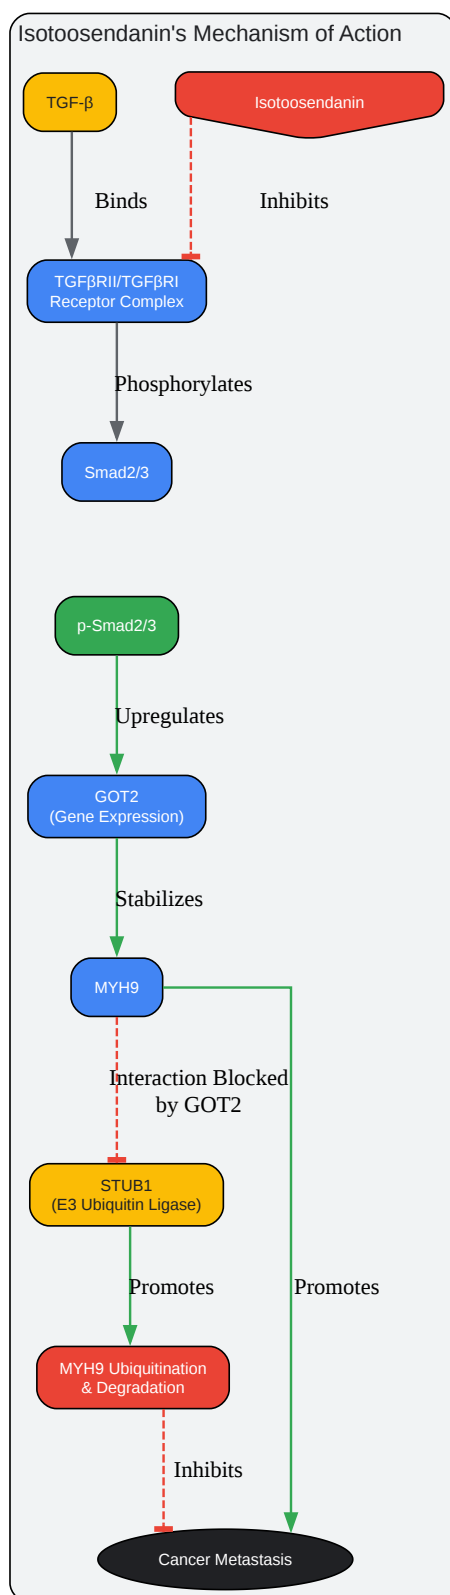 Isotoosendanin's Mechanism of Action
TGF-β
Isotoosendanin
Binds
Inhibits
TGFβRII/TGFβRI
Receptor Complex
Phosphorylates
Smad2/3
p-Smad2/3
Upregulates
GOT2
(Gene Expression)
Stabilizes
MYH9
Interaction Blocked
by GOT2
STUB1
(E3 Ubiquitin Ligase)
Promotes
Promotes
MYH9 Ubiquitination
& Degradation
Inhibits
Cancer Metastasis